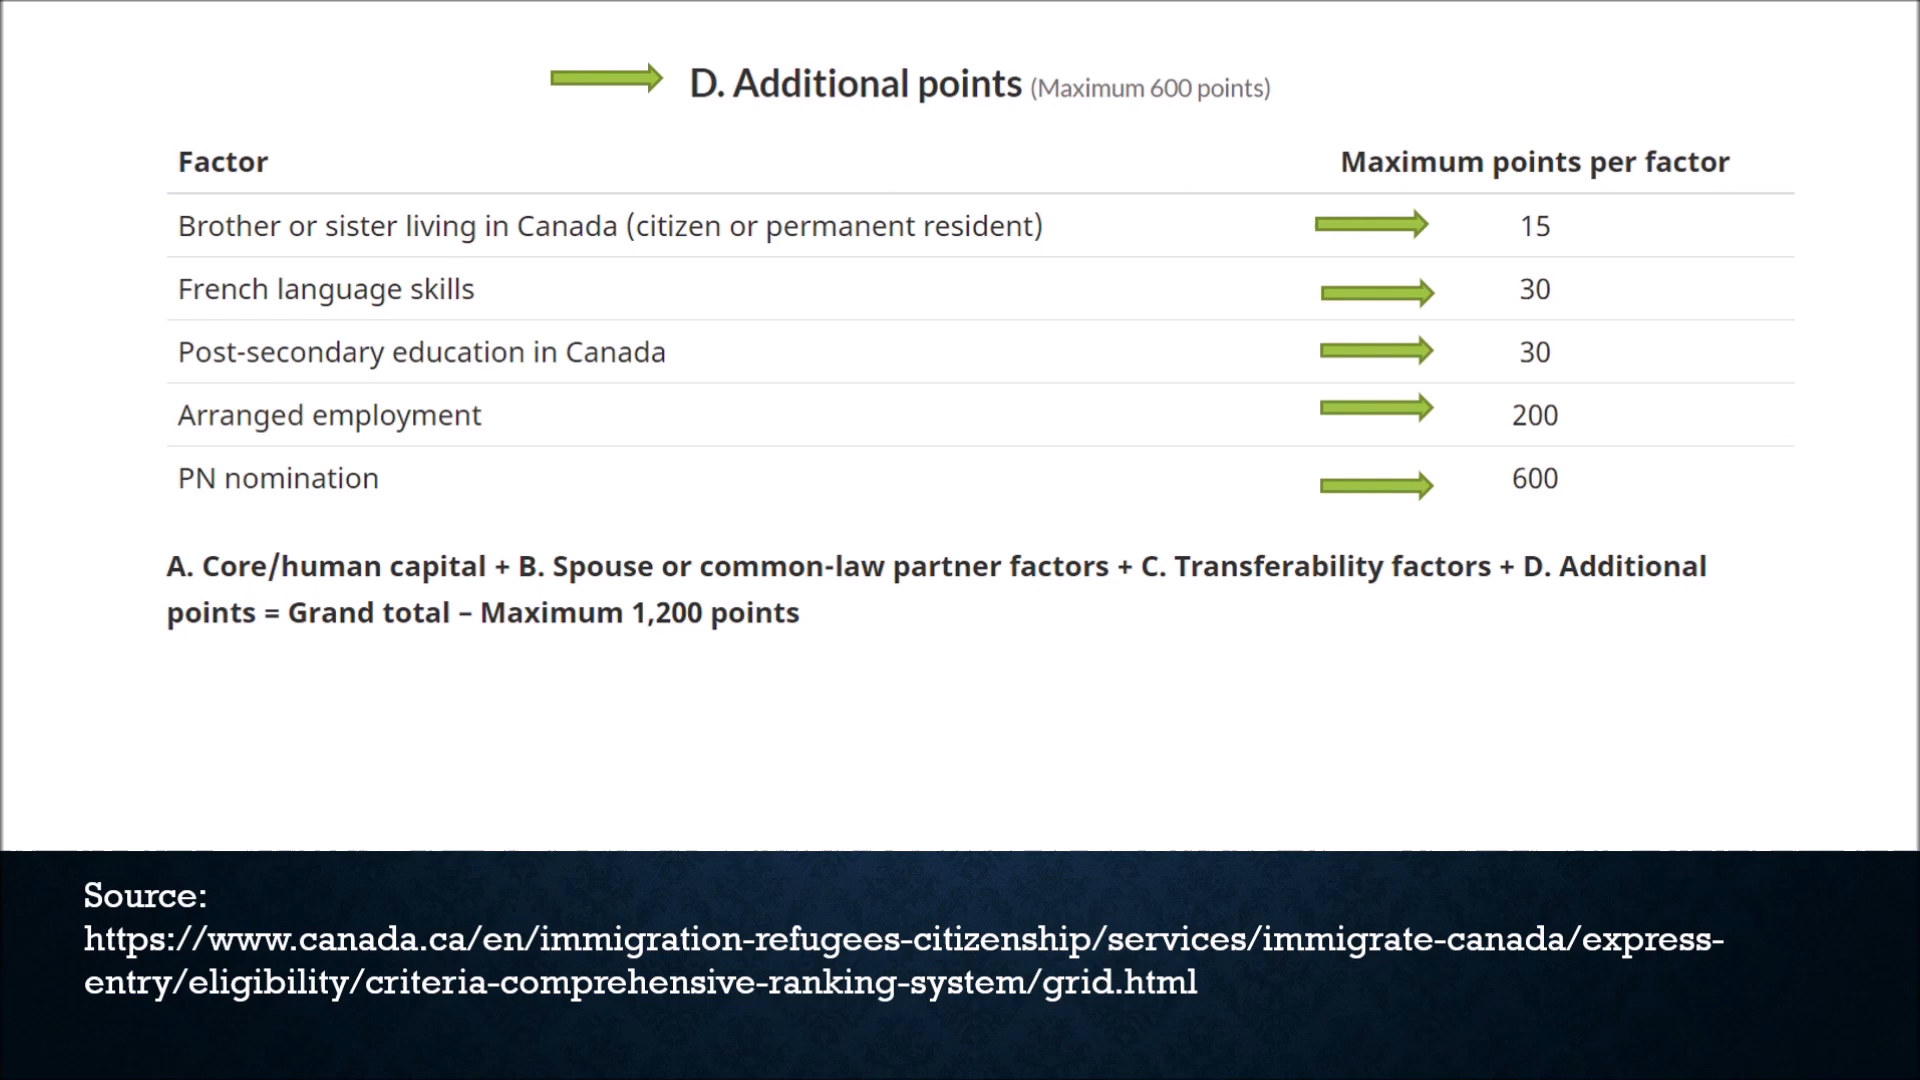 D. Additional points (Maximum 600 points)
Factor Maximum points per factor
Brother or sister living in Canada (citizen or permanent resident) 15
French language skills 30
Post-secondary education in Canada 30
Arranged employment 200
PN nomination 600
A. Core/human capital + B. Spouse or common-law partner factors + C. Transferability factors + D. Additional
points = Grand total – Maximum 1,200 points
Source:
https://www.canada.ca/en/immigration-refugees-citizenship/services/immigrate-canada/express-
entry/eligibility/criteria-comprehensive-ranking-system/grid.html